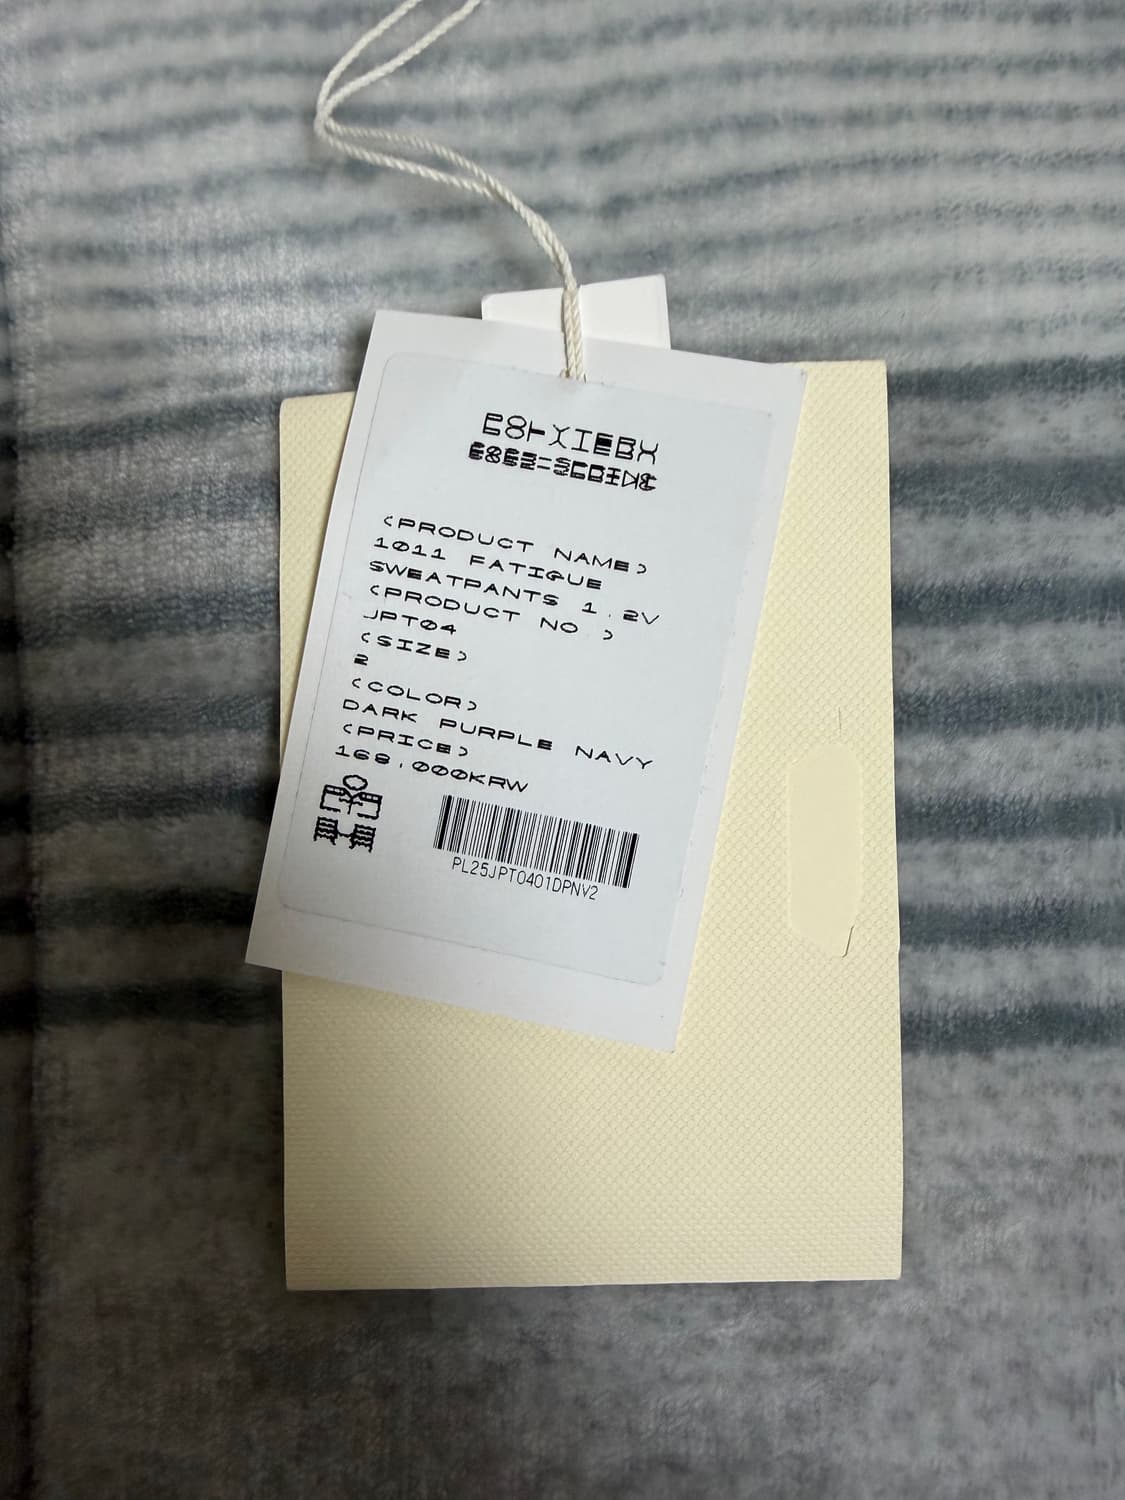 <PRODUCT NAME>
1011 FATIGUE
SWEATPANTS 1.2V
<PRODUCT NO.>
JPT04
<SIZE>
2
<COLOR>
DARK PURPLE NAVY
<PRICE>
168,000KRW
PL25JPT0401DPNV2